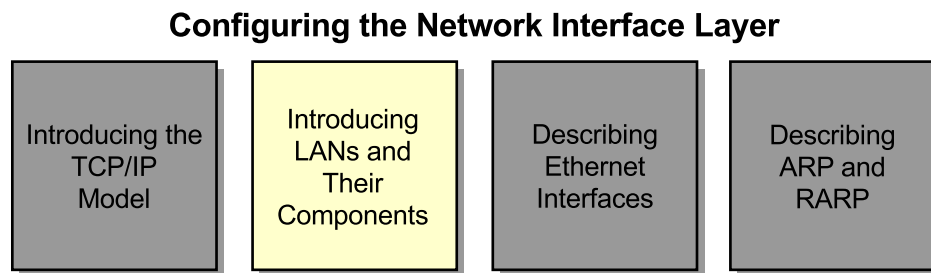 Configuring the Network Interface Layer
Introducing the
TCP/IP
Model
Introducing
LANs and
Their
Components
Describing
Ethernet
Interfaces
Describing
ARP and
RARP